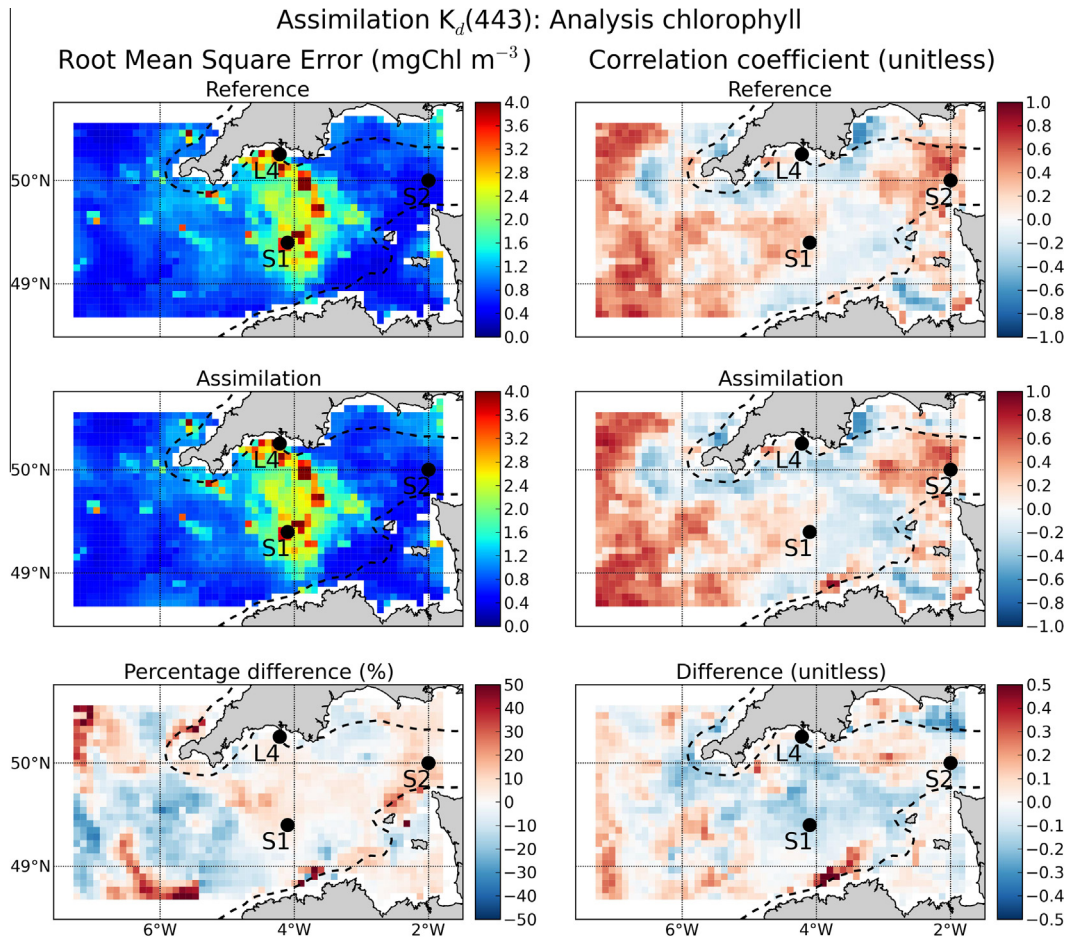 Assimilation K_d(443): Analysis chlorophyll
Root Mean Square Error (mgChl m⁻³)
Correlation coefficient (unitless)
Reference
Reference
50°N
49°N
L4
S1
S2
4.0
3.6
3.2
2.8
2.4
2.0
1.6
1.2
0.8
0.4
0.0
L4
S1
S2
1.0
0.8
0.6
0.4
0.2
0.0
−0.2
−0.4
−0.6
−0.8
−1.0
Assimilation
Assimilation
50°N
49°N
L4
S1
S2
4.0
3.6
3.2
2.8
2.4
2.0
1.6
1.2
0.8
0.4
0.0
L4
S1
S2
1.0
0.8
0.6
0.4
0.2
0.0
−0.2
−0.4
−0.6
−0.8
−1.0
Percentage difference (%)
Difference (unitless)
50°N
49°N
L4
S1
S2
50
40
30
20
10
0
−10
−20
−30
−40
−50
6°W
4°W
2°W
L4
S1
S2
0.5
0.4
0.3
0.2
0.1
0.0
−0.1
−0.2
−0.3
−0.4
−0.5
6°W
4°W
2°W